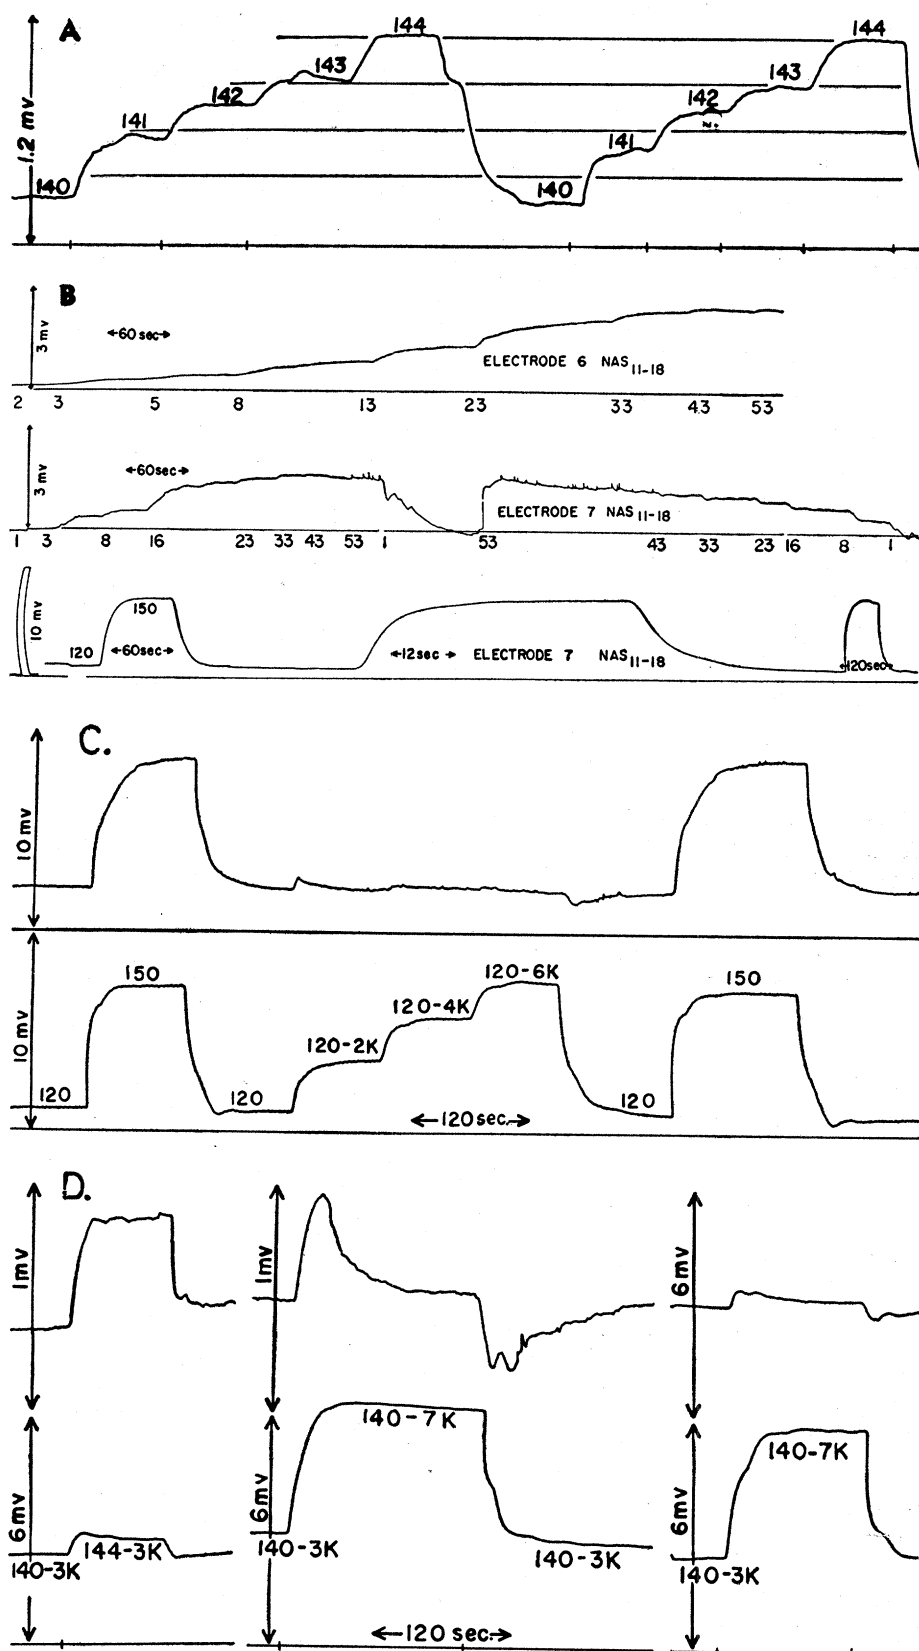 A
144
144
143
143
142
142
141
141
140
140
1.2 mv
B
3 mv
60 sec
ELECTRODE 6 NAS11-18
2 3 5 8 13 23 33 43 53
3 mv
60sec
ELECTRODE 7 NAS11-18
1 3 8 16 23 33 43 53 1 53 43 33 23 16 8 1
10 mv
150
120
60sec
12sec
ELECTRODE 7 NAS11-18
120sec
C.
10 mv
10 mv
150
120-6K
150
120-4K
120-2K
120
120
120
120 sec.
D.
1mv
1mv
6mv
6mv
6mv
6mv
140-7K
140-7K
144-3K
140-3K
140-3K
140-3K
140-3K
120 sec.